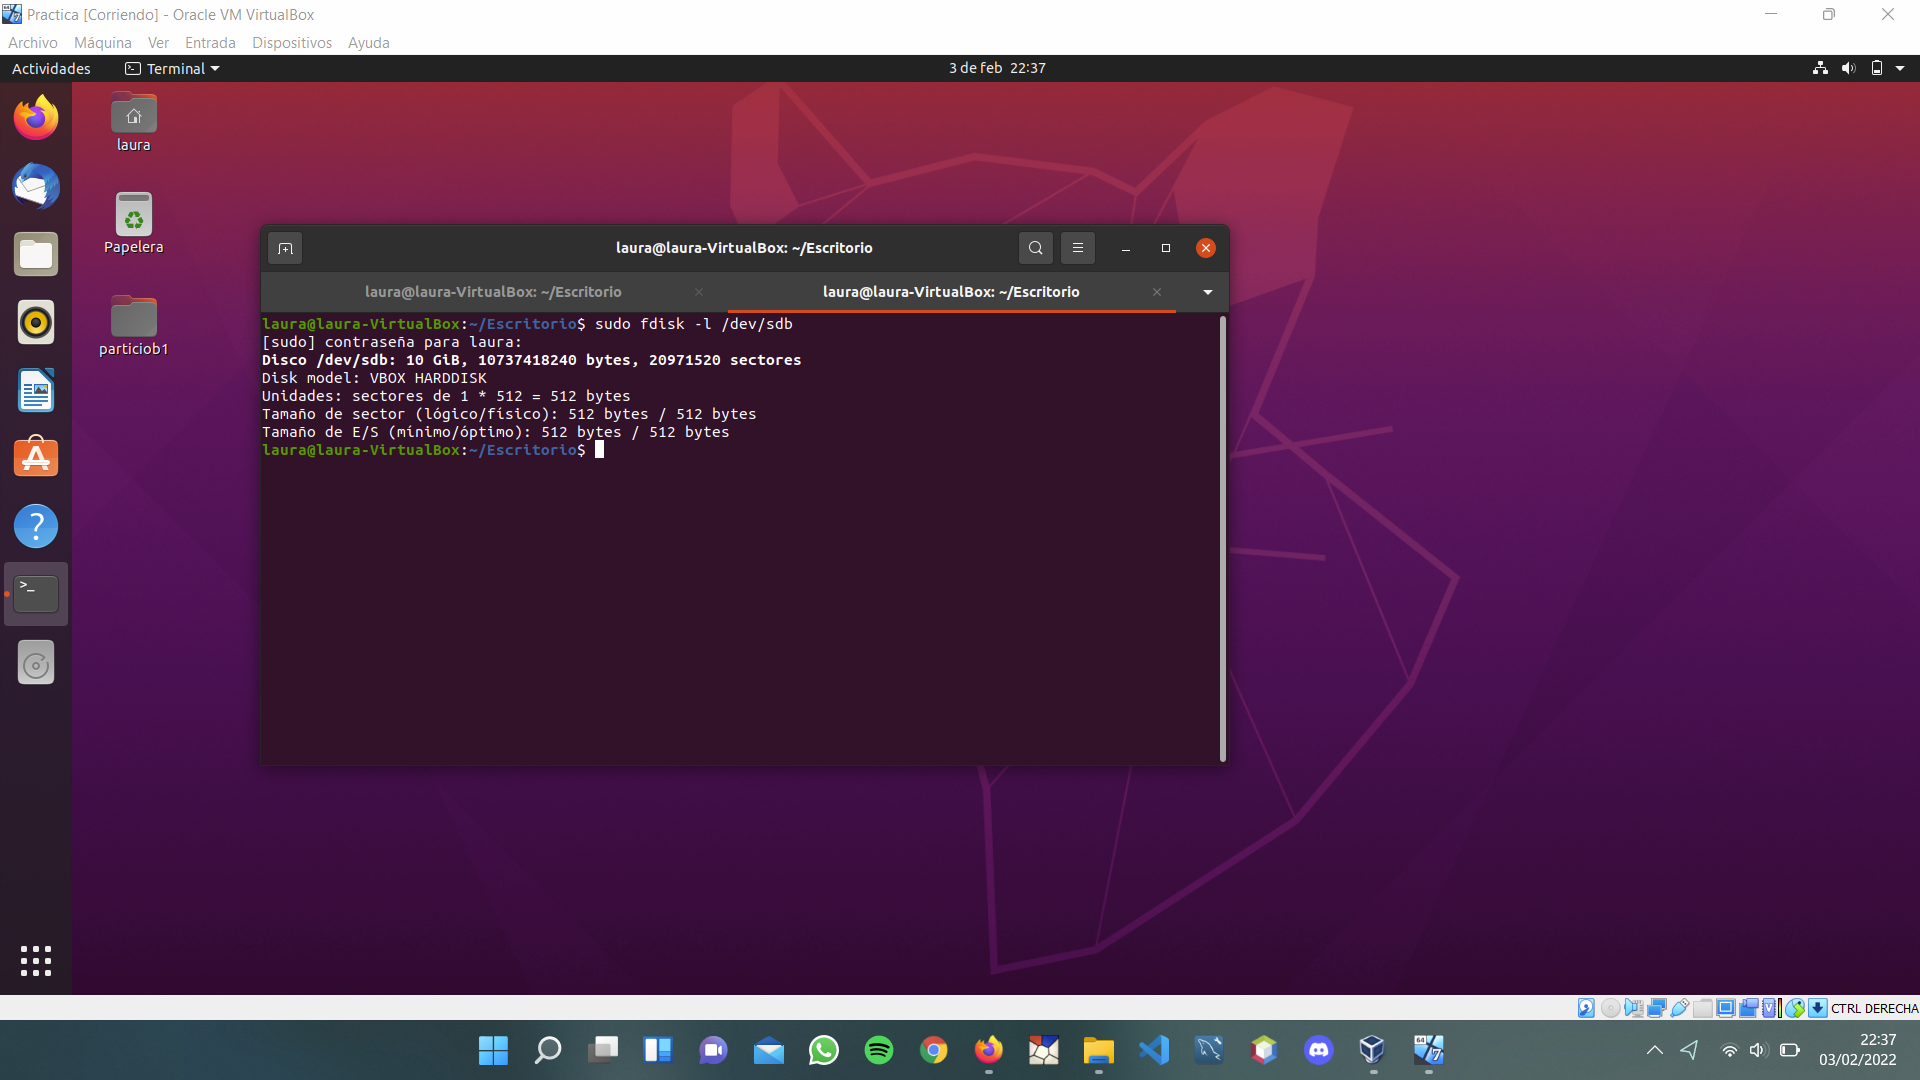 Practica [Corriendo] - Oracle VM VirtualBox
Archivo Máquina Ver Entrada Dispositivos Ayuda
Actividades Terminal 3 de feb 22:37
laura
Papelera
particiob1
laura@laura-VirtualBox: ~/Escritorio
laura@laura-VirtualBox: ~/Escritorio laura@laura-VirtualBox: ~/Escritorio
laura@laura-VirtualBox:~/Escritorio$ sudo fdisk -l /dev/sdb
[sudo] contraseña para laura:
Disco /dev/sdb: 10 GiB, 10737418240 bytes, 20971520 sectores
Disk model: VBOX HARDDISK
Unidades: sectores de 1 * 512 = 512 bytes
Tamaño de sector (lógico/físico): 512 bytes / 512 bytes
Tamaño de E/S (mínimo/óptimo): 512 bytes / 512 bytes
laura@laura-VirtualBox:~/Escritorio$
CTRL DERECHA
22:37
03/02/2022